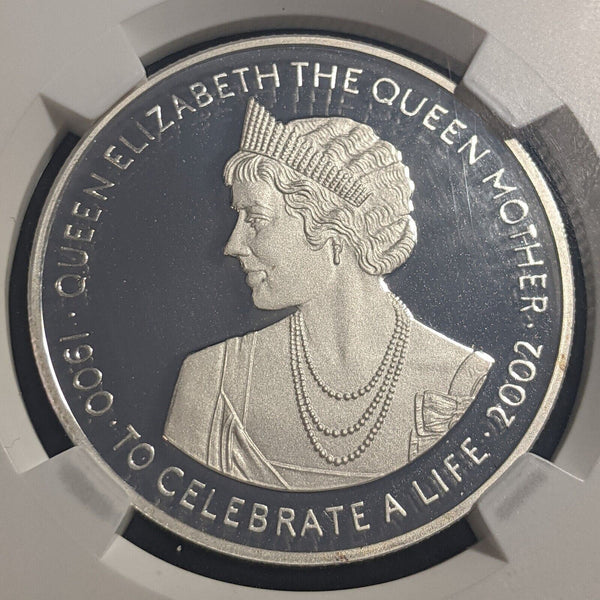 · QUEEN ELIZABETH THE QUEEN MOTHER ·
1900 · TO CELEBRATE A LIFE · 2002